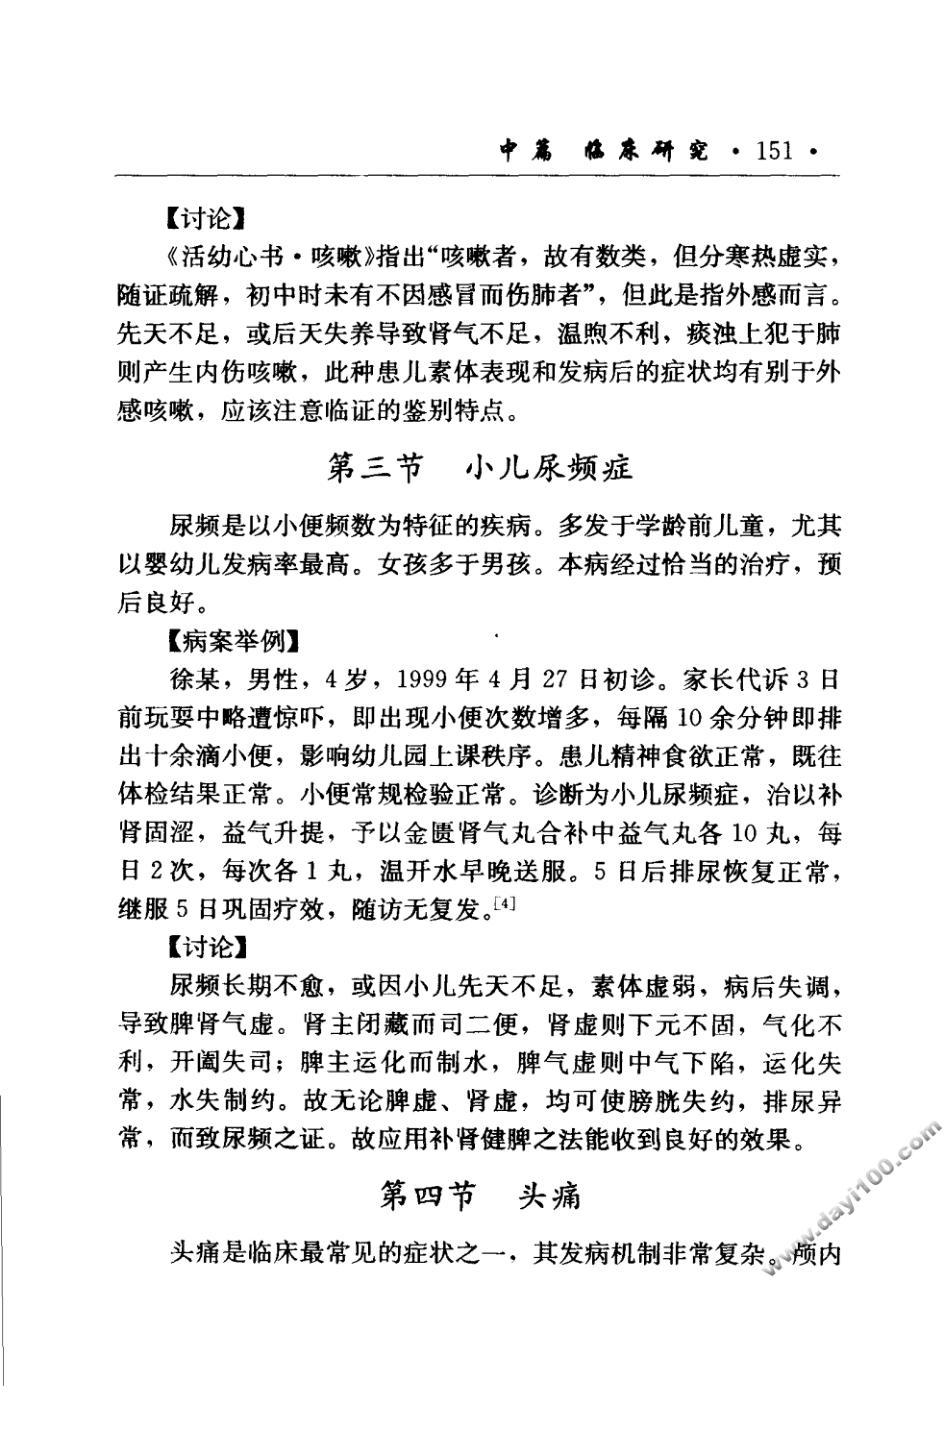 中篇 临床研究 · 151 ·
【讨论】
《活幼心书·咳嗽》指出“咳嗽者，故有数类，但分寒热虚实，
随证疏解，初中时未有不因感冒而伤肺者”，但此是指外感而言。
先天不足，或后天失养导致肾气不足，温煦不利，痰浊上犯于肺
则产生内伤咳嗽，此种患儿素体表现和发病后的症状均有别于外
感咳嗽，应该注意临证的鉴别特点。
第三节 小儿尿频症
尿频是以小便频数为特征的疾病。多发于学龄前儿童，尤其
以婴幼儿发病率最高。女孩多于男孩。本病经过恰当的治疗，预
后良好。
【病案举例】
徐某，男性，4岁，1999年4月27日初诊。家长代诉3日
前玩耍中略遭惊吓，即出现小便次数增多，每隔10余分钟即排
出十余滴小便，影响幼儿园上课秩序。患儿精神食欲正常，既往
体检结果正常。小便常规检验正常。诊断为小儿尿频症，治以补
肾固涩，益气升提，予以金匮肾气丸合补中益气丸各10丸，每
日2次，每次各1丸，温开水早晚送服。5日后排尿恢复正常，
继服5日巩固疗效，随访无复发。[4]
【讨论】
尿频长期不愈，或因小儿先天不足，素体虚弱，病后失调，
导致脾肾气虚。肾主闭藏而司二便，肾虚则下元不固，气化不
利，开阖失司；脾主运化而制水，脾气虚则中气下陷，运化失
常，水失制约。故无论脾虚、肾虚，均可使膀胱失约，排尿异
常，而致尿频之证。故应用补肾健脾之法能收到良好的效果。
第四节 头痛
头痛是临床最常见的症状之一，其发病机制非常复杂。颅内
www.dayi100.com